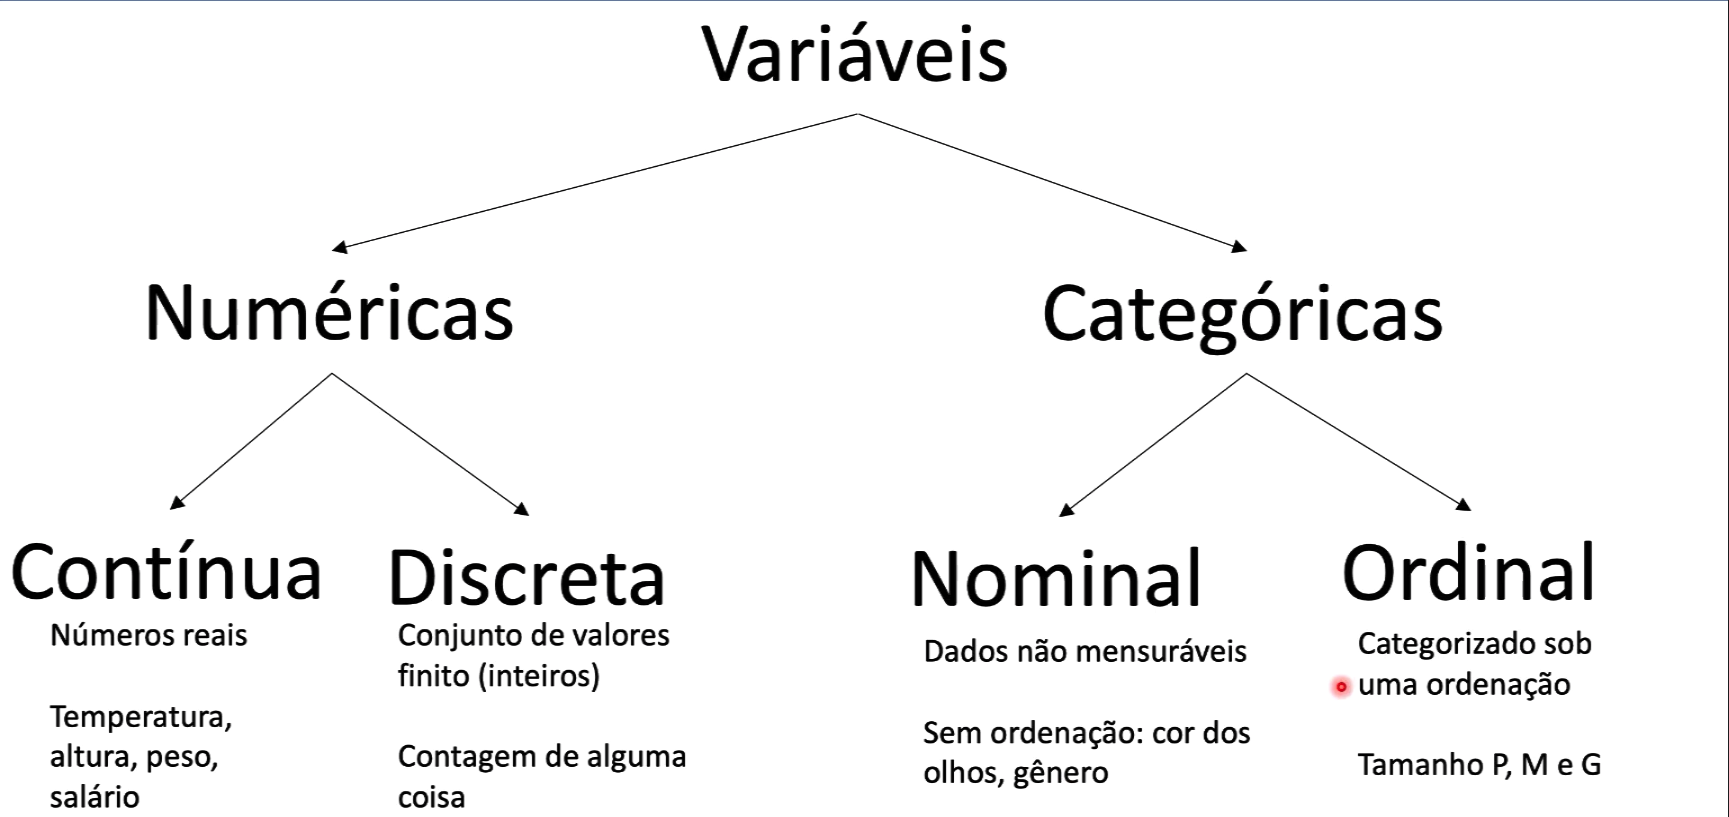 Variáveis
Numéricas
Categóricas
Contínua
Números reais
Temperatura,
altura, peso,
salário
Discreta
Conjunto de valores
finito (inteiros)
Contagem de alguma
coisa
Nominal
Dados não mensuráveis
Sem ordenação: cor dos
olhos, gênero
Ordinal
Categorizado sob
uma ordenação
Tamanho P, M e G